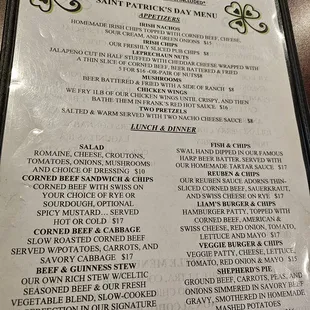 SAINT PATRICK'S DAY MENU
APPETIZERS
IRISH NACHOS
HOMEMADE IRISH CHIPS TOPPED WITH CORNED BEEF, CHEESE,
SOUR CREAM, AND GREEN ONIONS $15
IRISH CHIPS
OUR FRESHLY SLICED PUB CHIPS $8
LEPRECHAUN NUTS
JALAPENO CUT IN HALF STUFFED WITH CHEDDAR CHEESE WITH
A THIN SLICE OF CORNED BEEF, BEER BATTERED & FRIED
5 FOR $16 -OR-PAIR OF NUTS$8
MUSHROOMS
BEER BATTERED & FRIED WITH A SIDE OF RANCH $8
CHICKEN WINGS
WE FRY 1LB OF OUR CHICKEN WINGS UNTIL CRISPY, AND THEN
BATHE THEM IN FRANK'S RED HOT SAUCE $16
TWO PRETZELS
SALTED & WARM SERVED WITH TWO NACHO CHEESE SAUCE $8
LUNCH & DINNER
SALAD
ROMAINE, CHEESE, CROUTONS,
TOMATOES, ONIONS, MUSHROOMS
AND CHOICE OF DRESSING $10
CORNED BEEF SANDWICH & CHIPS
CORNED BEEF WITH SWISS ON
YOUR CHOICE OF RYE OR
SOURDOUGH, OPTIONAL
SPICY MUSTARD... SERVED
HOT OR COLD $17
CORNED BEEF & CABBAGE
SLOW ROASTED CORNED BEEF
SERVED W/POTATOES, CARROTS, AND
SAVORY CABBAGE $17
BEEF & GUINNESS STEW
OUR OWN RICH STEW W/CELTIC
SEASONED BEEF & OUR FRESH
VEGETABLE BLEND, SLOW-COOKED
PERFECTION IN OUR SIGNATURE
FISH & CHIPS
SWAI, HAND DIPPED IN OUR FAMOUS
HARP BEER BATTER, SERVED WITH
OUR HOMEMADE TARTAR SAUCE $17
REUBEN & CHIPS
OUR REUBEN SAUCE ADORNS THIN-
SLICED CORNED BEEF, SAUERKRAUT,
AND SWISS CHEESE ON RYE $17
LIAM'S BURGER & CHIPS
HAMBURGER PATTY, TOPPED WITH
CORNED BEEF, AMERICAN &
SWISS CHEESE, RED ONION, TOMATO,
LETTUCE AND MAYO $17
VEGGIE BURGER & CHIPS
VEGGIE PATTY, CHEESE, LETTUCE,
TOMATO, RED ONION & MAYO $15
SHEPHERD'S PIE
GROUND BEEF, CARROTS, PEAS, AND
ONIONS SIMMERED IN SAVORY BEEF
GRAVY, SMOTHERED IN HOMEMADE
MASHED POTATOES